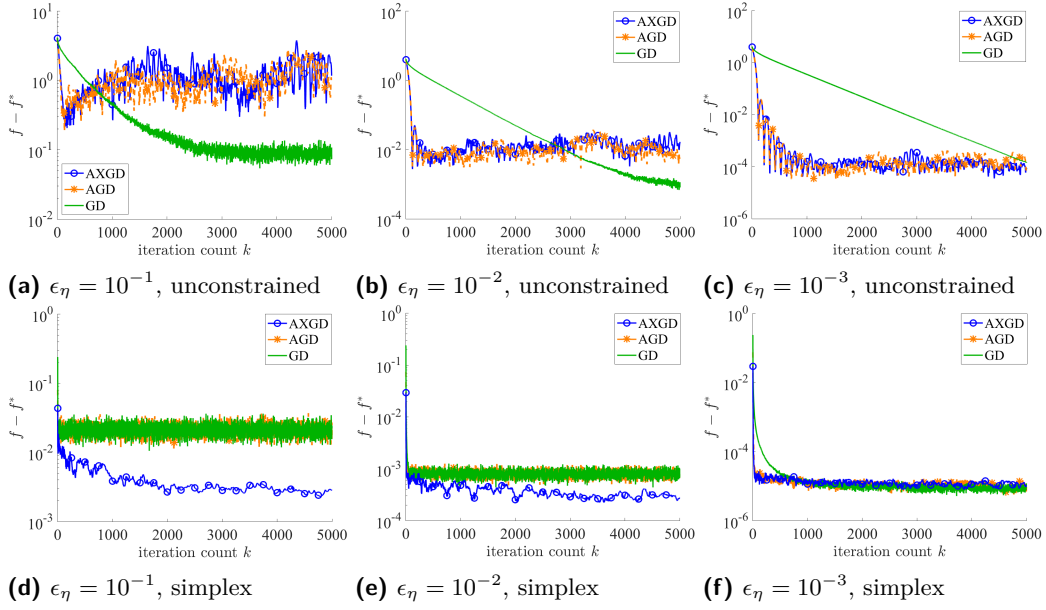 10^1
10^0
10^{-1}
10^{-2}
f − f*
AXGD
AGD
GD
0 1000 2000 3000 4000 5000
iteration count k
(a) ϵ_η = 10^{-1}, unconstrained
10^2
10^0
10^{-2}
10^{-4}
f − f*
AXGD
AGD
GD
0 1000 2000 3000 4000 5000
iteration count k
(b) ϵ_η = 10^{-2}, unconstrained
10^2
10^0
10^{-2}
10^{-4}
10^{-6}
f − f*
AXGD
AGD
GD
0 1000 2000 3000 4000 5000
iteration count k
(c) ϵ_η = 10^{-3}, unconstrained
10^0
10^{-1}
10^{-2}
10^{-3}
f − f*
AXGD
AGD
GD
0 1000 2000 3000 4000 5000
iteration count k
(d) ϵ_η = 10^{-1}, simplex
10^0
10^{-1}
10^{-2}
10^{-3}
10^{-4}
f − f*
AXGD
AGD
GD
0 1000 2000 3000 4000 5000
iteration count k
(e) ϵ_η = 10^{-2}, simplex
10^0
10^{-2}
10^{-4}
10^{-6}
f − f*
AXGD
AGD
GD
0 1000 2000 3000 4000 5000
iteration count k
(f) ϵ_η = 10^{-3}, simplex